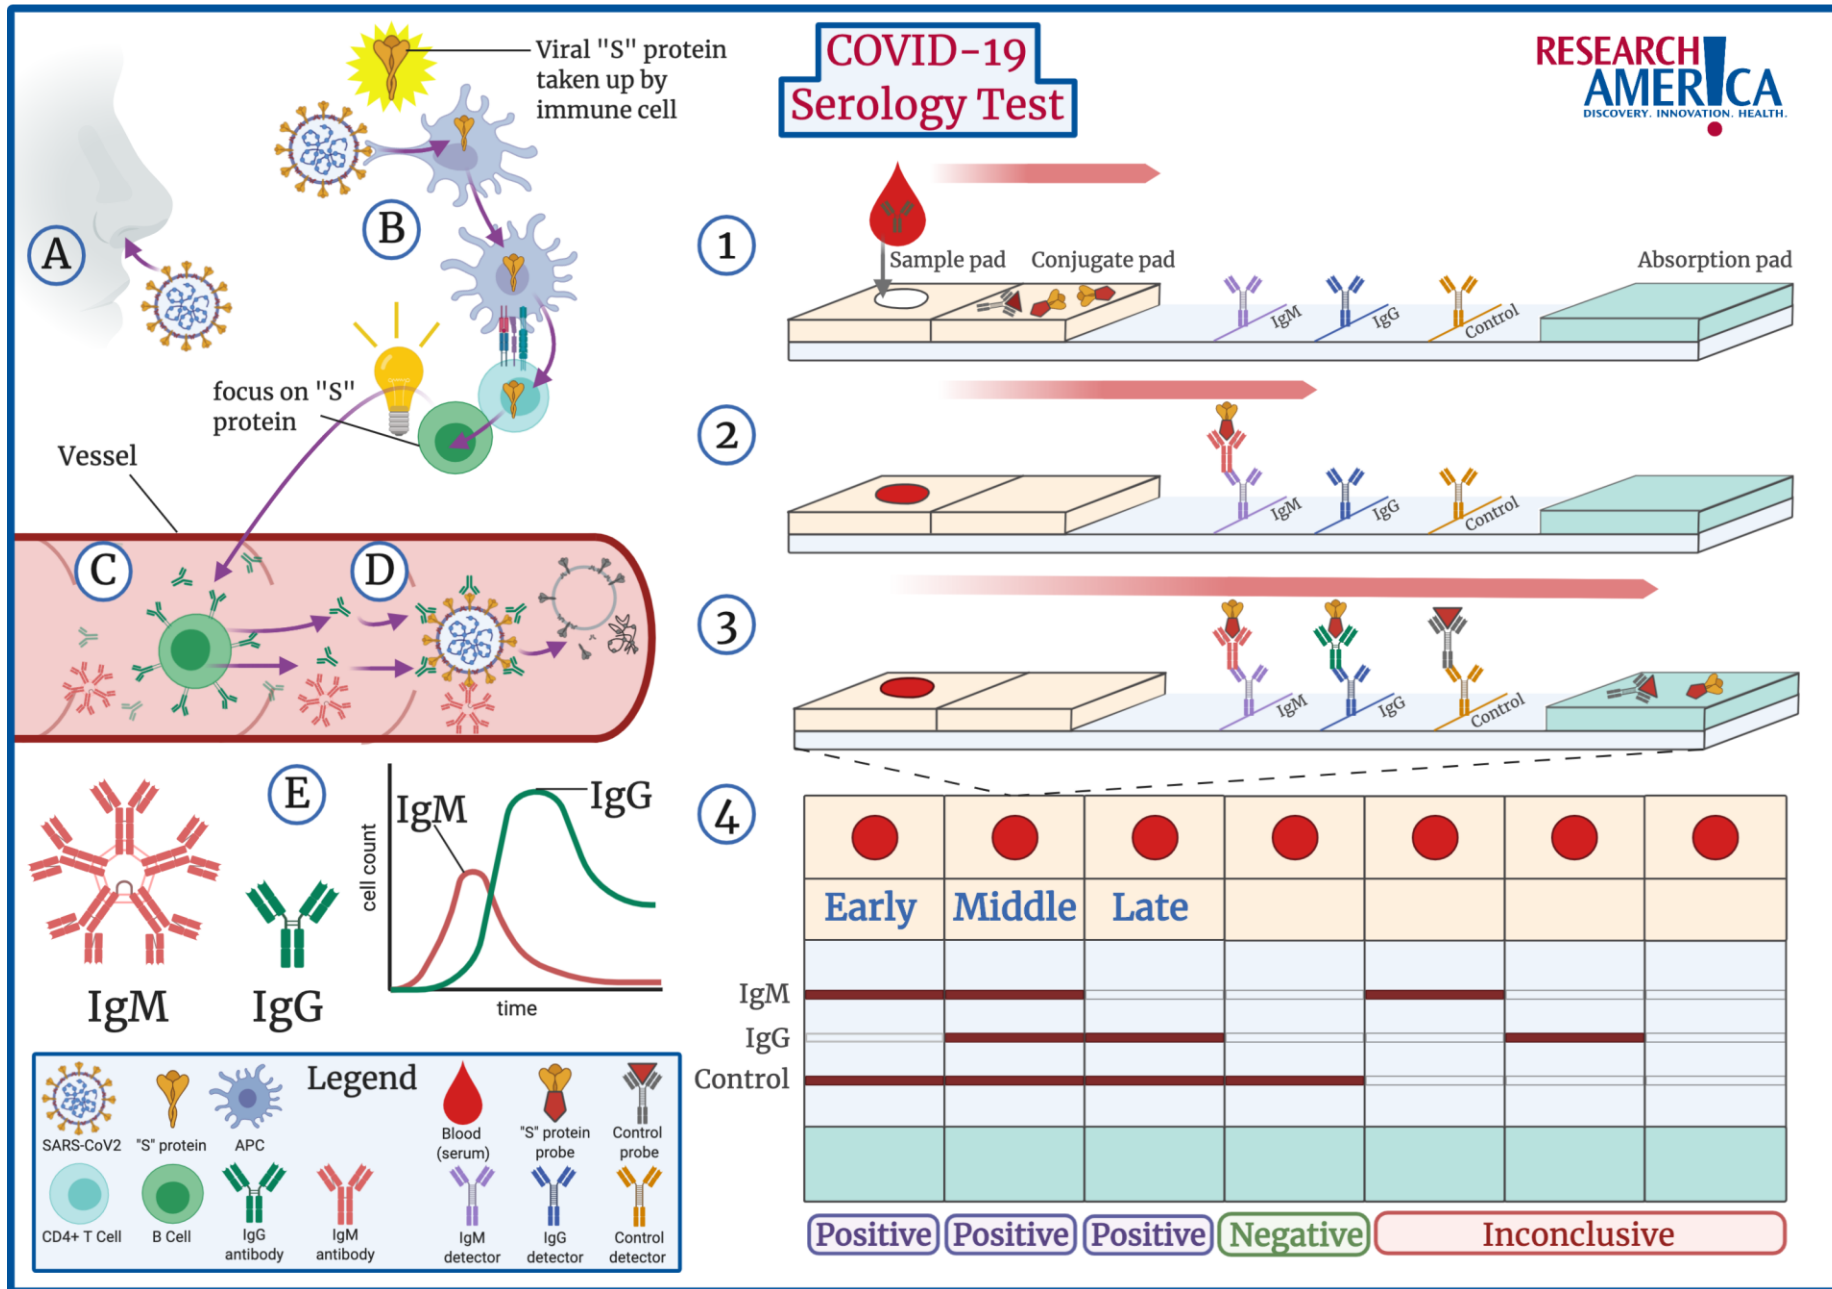 COVID-19
Serology Test
RESEARCH
AMERICA
DISCOVERY. INNOVATION. HEALTH.
A
B
Viral "S" protein
taken up by
immune cell
focus on "S"
protein
Vessel
C
D
E
IgM
IgG
IgM
IgG
cell count
time
Legend
SARS-CoV2
"S" protein
APC
Blood
(serum)
"S" protein
probe
Control
probe
CD4+ T Cell
B Cell
IgG
antibody
IgM
antibody
IgM
detector
IgG
detector
Control
detector
1
Sample pad
Conjugate pad
Absorption pad
IgM
IgG
Control
2
IgM
IgG
Control
3
IgM
IgG
Control
4
Early
Middle
Late
IgM
IgG
Control
Positive
Positive
Positive
Negative
Inconclusive